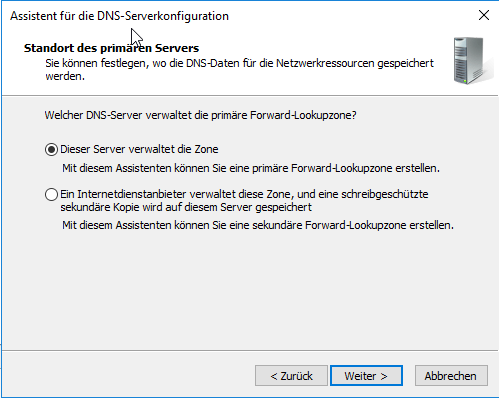 Assistent für die DNS-Serverkonfiguration
Standort des primären Servers
Sie können festlegen, wo die DNS-Daten für die Netzwerkressourcen gespeichert
werden.
Welcher DNS-Server verwaltet die primäre Forward-Lookupzone?
Dieser Server verwaltet die Zone
Mit diesem Assistenten können Sie eine primäre Forward-Lookupzone erstellen.
Ein Internetdienstanbieter verwaltet diese Zone, und eine schreibgeschützte
sekundäre Kopie wird auf diesem Server gespeichert
Mit diesem Assistenten können Sie eine sekundäre Forward-Lookupzone erstellen.
< Zurück Weiter > Abbrechen